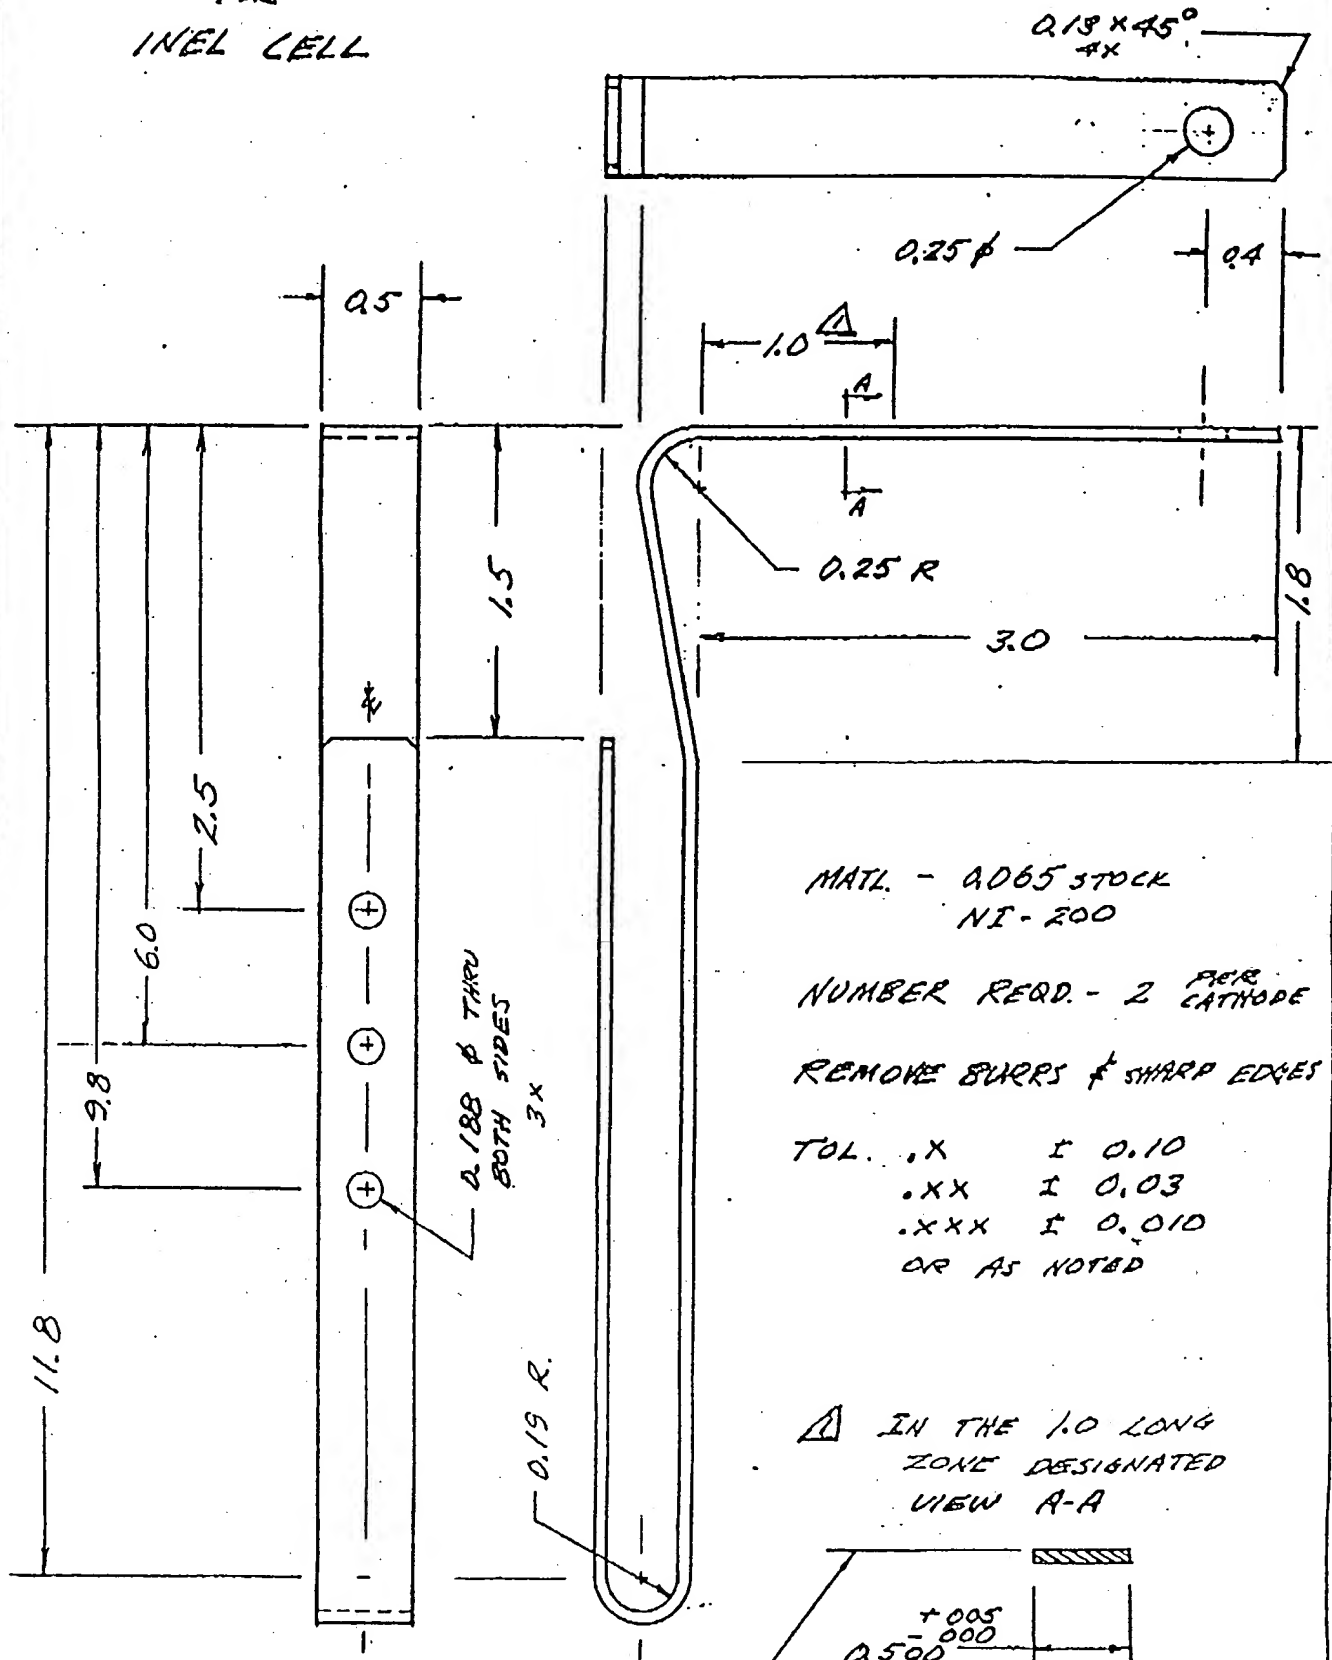 INEL CELL
0.13 X 45°
4X
0.25 ϕ
0.4
0.5
1.0
1
A
A
0.25 R
1.5
3.0
1.8
2.5
6.0
9.8
11.8
0.188 ϕ THRU
BOTH SIDES
3X
0.19 R.
MATL. - 0.065 STOCK
NI-200
NUMBER REQD. - 2 PER
CATHODE
REMOVE BURRS & SHARP EDGES
TOL. .X ± 0.10
.XX ± 0.03
.XXX ± 0.010
OR AS NOTED
1 IN THE 1.0 LONG
ZONE DESIGNATED
VIEW A-A
+.005
-.000
0.500